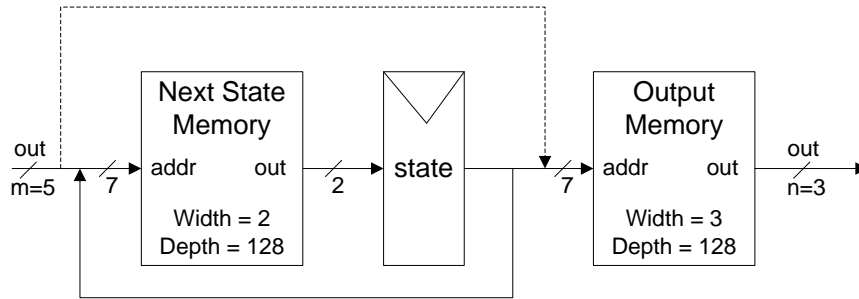 out
m=5
7
Next State
Memory
addr out
Width = 2
Depth = 128
2
state
7
Output
Memory
addr out
Width = 3
Depth = 128
out
n=3